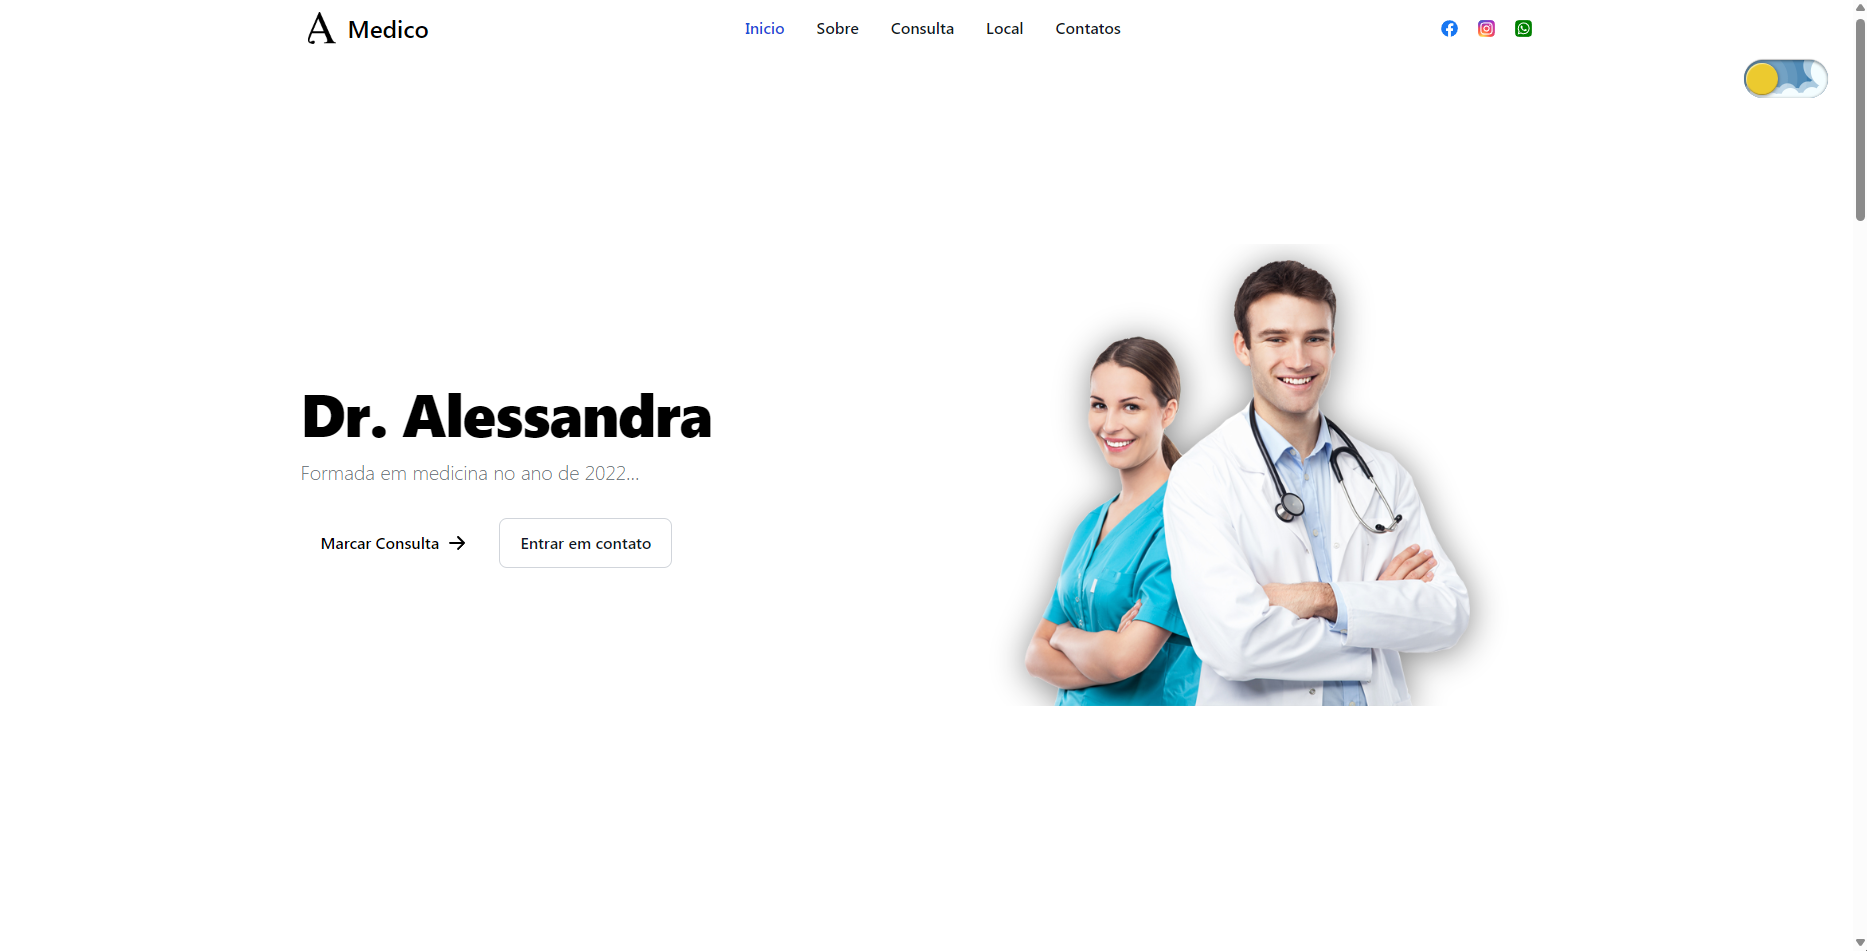 A Medico
Inicio Sobre Consulta Local Contatos
Dr. Alessandra
Formada em medicina no ano de 2022...
Marcar Consulta
Entrar em contato